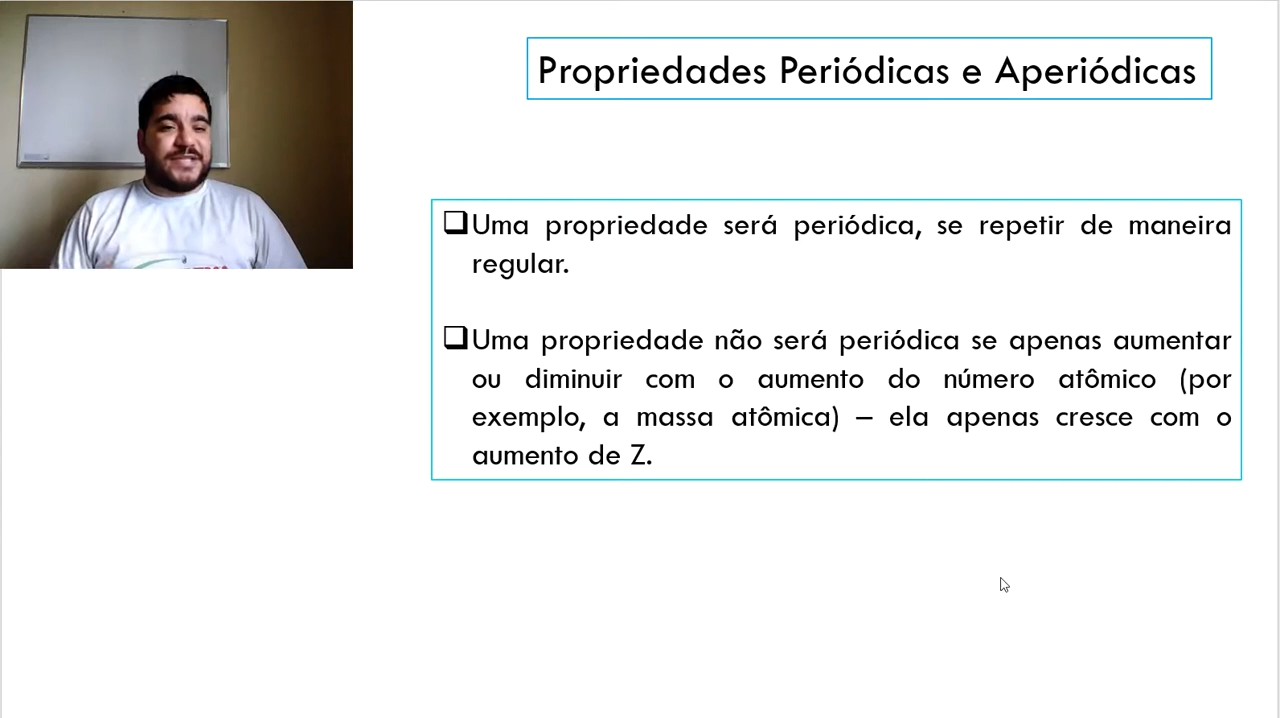 Propriedades Periódicas e Aperiódicas
Uma propriedade será periódica, se repetir de maneira
regular.
Uma propriedade não será periódica se apenas aumentar
ou diminuir com o aumento do número atômico (por
exemplo, a massa atômica) – ela apenas cresce com o
aumento de Z.